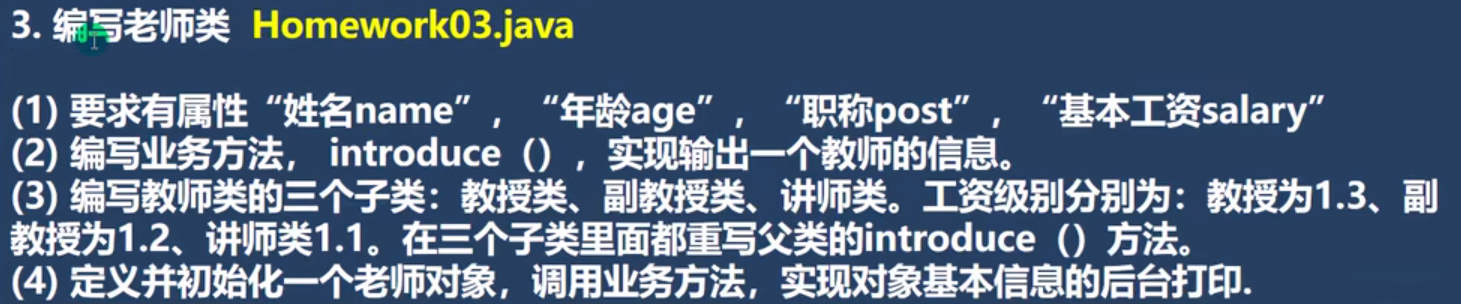 3. 编写老师类 Homework03.java
(1) 要求有属性“姓名name”，“年龄age”，“职称post”，“基本工资salary”
(2) 编写业务方法， introduce（），实现输出一个教师的信息。
(3) 编写教师类的三个子类：教授类、副教授类、讲师类。工资级别分别为：教授为1.3、副
教授为1.2、讲师类1.1。在三个子类里面都重写父类的introduce（）方法。
(4) 定义并初始化一个老师对象，调用业务方法，实现对象基本信息的后台打印.